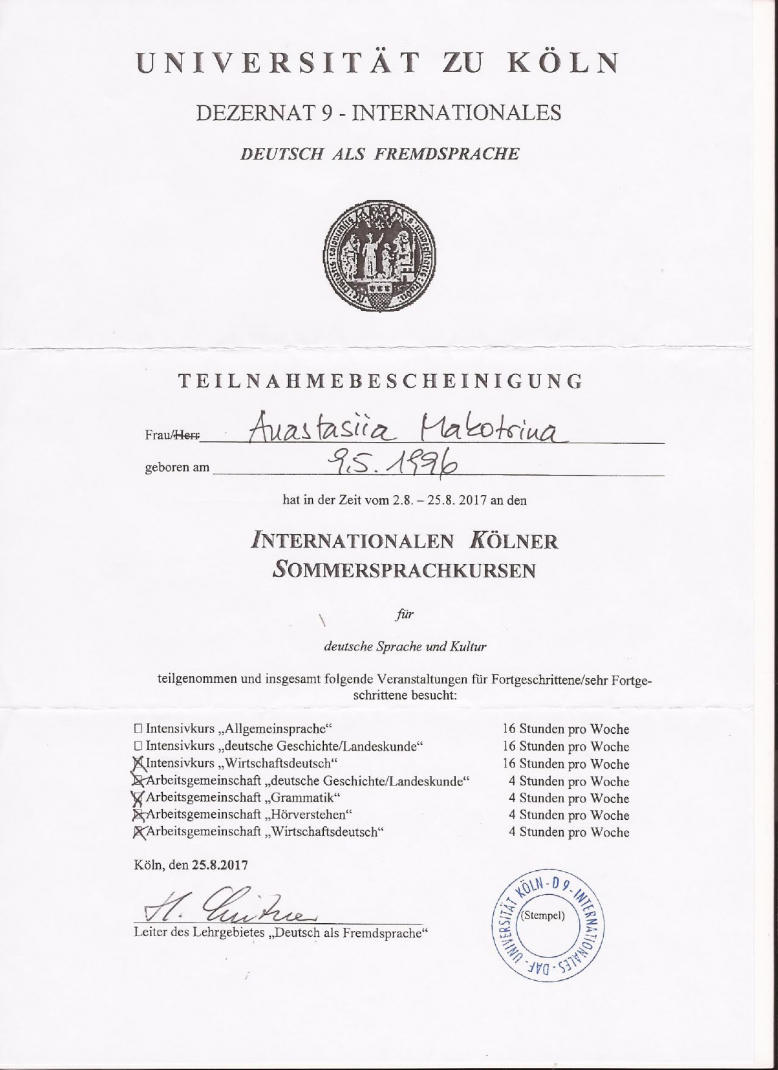 UNIVERSITÄT ZU KÖLN
DEZERNAT 9 - INTERNATIONALES
DEUTSCH ALS FREMDSPRACHE
TEILNAHMEBESCHEINIGUNG
Frau/Herr Anastasiia Makotrina
geboren am 9.5.1996
hat in der Zeit vom 2.8. – 25.8. 2017 an den
INTERNATIONALEN KÖLNER
SOMMERSPRACHKURSEN
für
deutsche Sprache und Kultur
teilgenommen und insgesamt folgende Veranstaltungen für Fortgeschrittene/sehr Fortge-
schrittene besucht:
☐ Intensivkurs „Allgemeinsprache“ 16 Stunden pro Woche
☐ Intensivkurs „deutsche Geschichte/Landeskunde“ 16 Stunden pro Woche
☒ Intensivkurs „Wirtschaftsdeutsch“ 16 Stunden pro Woche
☒ Arbeitsgemeinschaft „deutsche Geschichte/Landeskunde“ 4 Stunden pro Woche
☒ Arbeitsgemeinschaft „Grammatik“ 4 Stunden pro Woche
☒ Arbeitsgemeinschaft „Hörverstehen“ 4 Stunden pro Woche
☒ Arbeitsgemeinschaft „Wirtschaftsdeutsch“ 4 Stunden pro Woche
Köln, den 25.8.2017
Leiter des Lehrgebietes „Deutsch als Fremdsprache“
UNIVERSITÄT KÖLN - D 9 - INTERNATIONALES - DAF -
(Stempel)